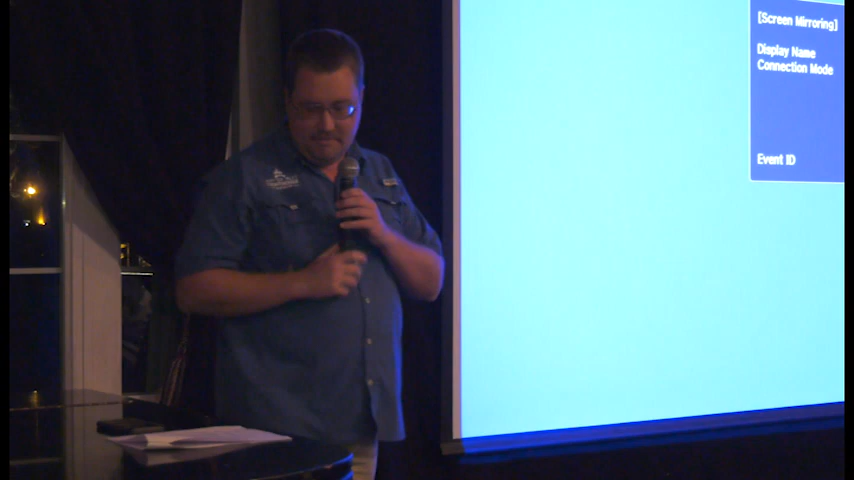 [Screen Mirroring]
Display Name
Connection Mode
Event ID